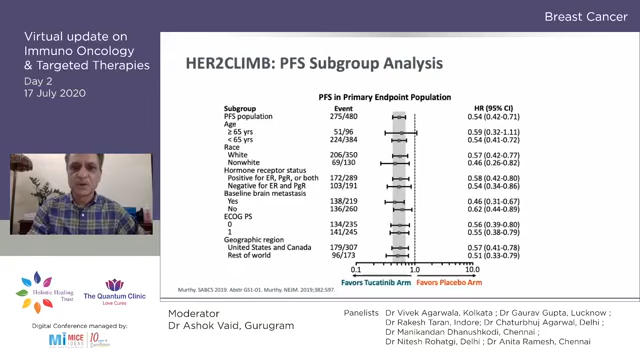 Breast Cancer
Virtual update on
Immuno Oncology
& Targeted Therapies
Day 2
17 July 2020
HER2CLIMB: PFS Subgroup Analysis
PFS in Primary Endpoint Population
Subgroup Event HR (95% CI)
PFS population 275/480 0.54 (0.42-0.71)
Age
≥ 65 yrs 51/96 0.59 (0.32-1.11)
< 65 yrs 224/384 0.54 (0.41-0.72)
Race
White 206/350 0.57 (0.42-0.77)
Nonwhite 69/130 0.46 (0.26-0.82)
Hormone receptor status
Positive for ER, PgR, or both 172/289 0.58 (0.42-0.80)
Negative for ER and PgR 103/191 0.54 (0.34-0.86)
Baseline brain metastasis
Yes 138/219 0.46 (0.31-0.67)
No 136/260 0.62 (0.44-0.89)
ECOG PS
0 134/235 0.56 (0.39-0.80)
1 141/245 0.55 (0.38-0.79)
Geographic region
United States and Canada 179/307 0.57 (0.41-0.78)
Rest of world 96/173 0.51 (0.33-0.79)
0.1 1.0 10.0
Favors Tucatinib Arm Favors Placebo Arm
Murthy. SABCS 2019. Abstr GS1-01. Murthy. NEJM. 2019;382:597.
Holistic Healing
Trust
The Quantum Clinic
Love Cures
Digital Conference managed by:
MICE
10
Moderator
Dr Ashok Vaid, Gurugram
Panelists Dr Vivek Agarwala, Kolkata ; Dr Gaurav Gupta, Lucknow ;
Dr Rakesh Taran, Indore; Dr Chaturbhuj Agarwal, Delhi ;
Dr Manikandan Dhanushkodi, Chennai ;
Dr Nitesh Rohatgi, Delhi ; Dr Anita Ramesh, Chennai